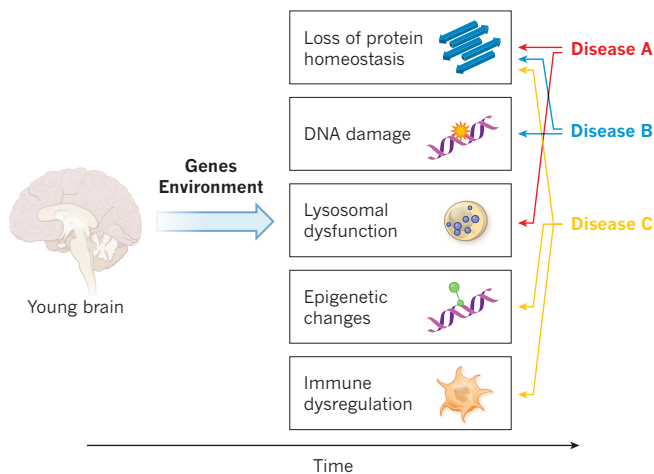 Loss of protein
homeostasis
Disease A
DNA damage
Disease B
Genes
Environment
Lysosomal
dysfunction
Disease C
Young brain
Epigenetic
changes
Immune
dysregulation
Time